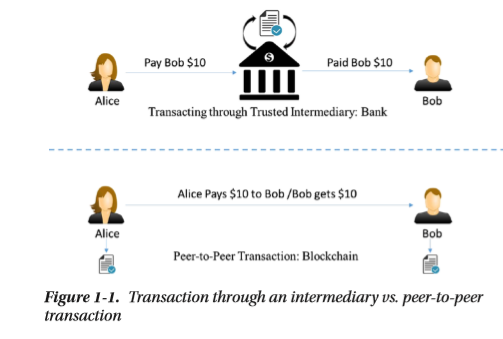 Pay Bob $10
Paid Bob $10
$
Alice
Bob
Transacting through Trusted Intermediary: Bank
Alice Pays $10 to Bob /Bob gets $10
Alice
Bob
Peer-to-Peer Transaction: Blockchain
Figure 1-1. Transaction through an intermediary vs. peer-to-peer
transaction